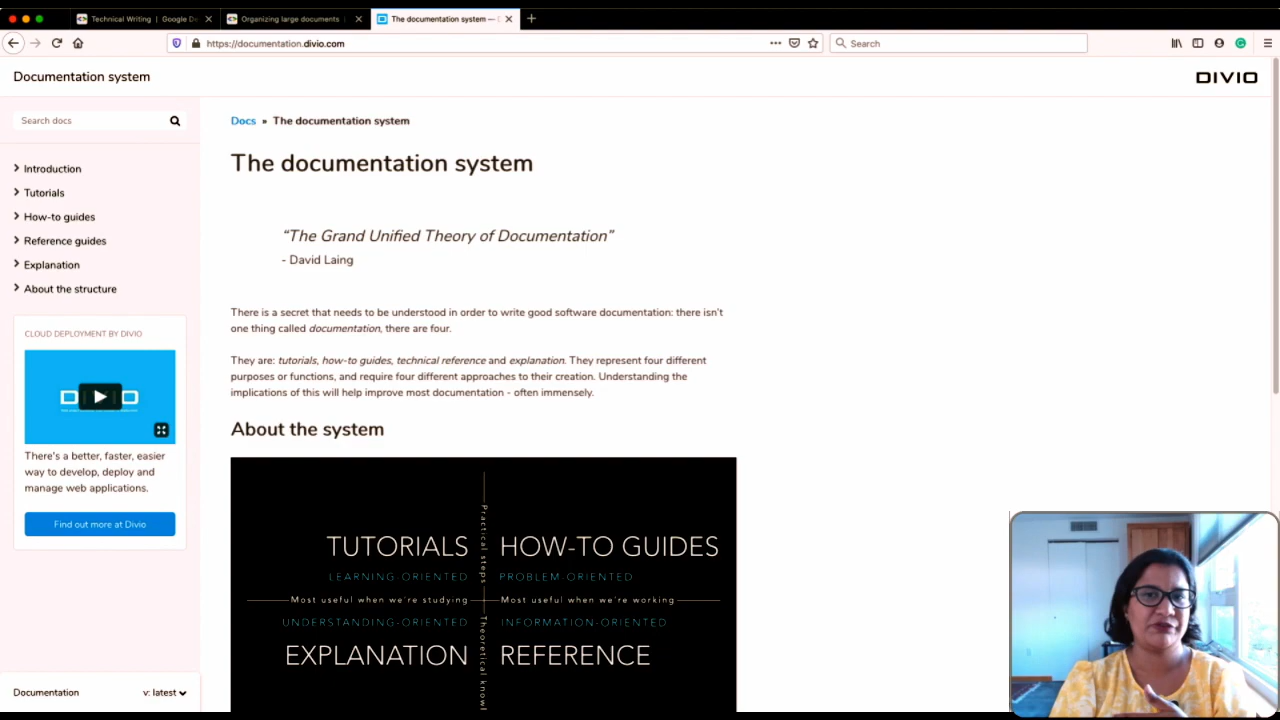 Technical Writing | Google De
Organizing large documents
The documentation system — D
https://documentation.divio.com
Search
Documentation system
DIVIO
Search docs
Introduction
Tutorials
How-to guides
Reference guides
Explanation
About the structure
CLOUD DEPLOYMENT BY DIVIO
There's a better, faster, easier
way to develop, deploy and
manage web applications.
Find out more at Divio
Documentation
v: latest
Docs » The documentation system
The documentation system
“The Grand Unified Theory of Documentation”
- David Laing
There is a secret that needs to be understood in order to write good software documentation: there isn’t
one thing called documentation, there are four.
They are: tutorials, how-to guides, technical reference and explanation. They represent four different
purposes or functions, and require four different approaches to their creation. Understanding the
implications of this will help improve most documentation - often immensely.
About the system
Practical steps
TUTORIALS HOW-TO GUIDES
LEARNING-ORIENTED PROBLEM-ORIENTED
Most useful when we're studying Most useful when we're working
UNDERSTANDING-ORIENTED INFORMATION-ORIENTED
EXPLANATION REFERENCE
Theoretical knowl